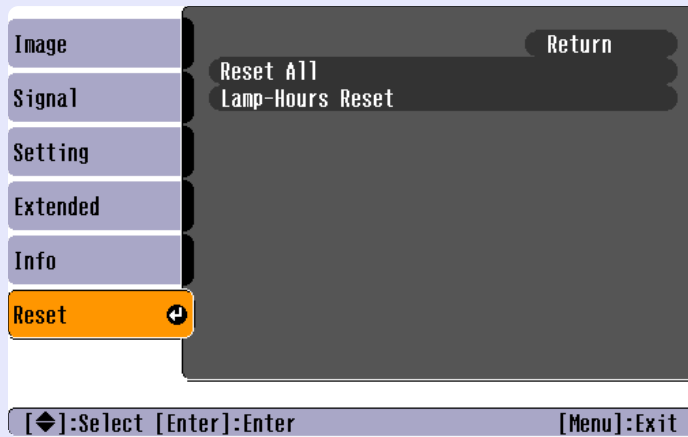 Image
Signal
Setting
Extended
Info
Reset
Return
Reset All
Lamp-Hours Reset
[◆]:Select [Enter]:Enter [Menu]:Exit